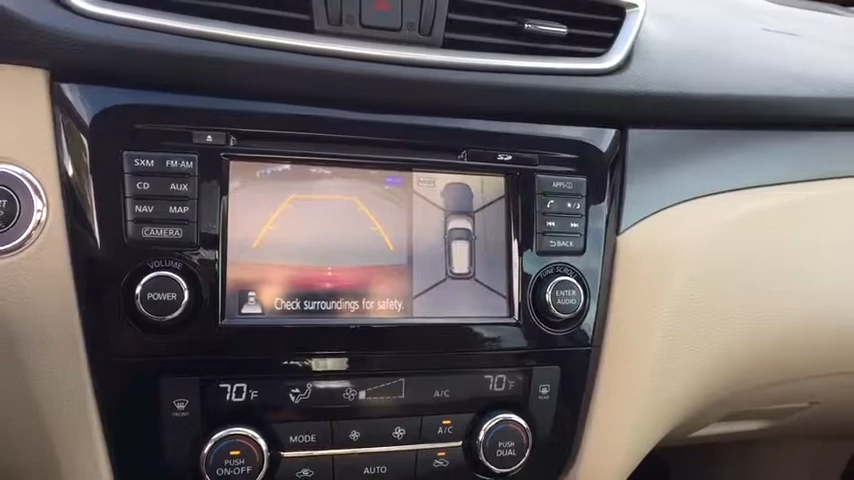 SXM FM·AM
CD AUX
NAV MAP
CAMERA
SD
APPS
BACK
VOLUME
POWER
TUNE·SCROLL
ENTER
AUDIO
Check surroundings for safety.
70°F
A/C
70°F
FRONT
MODE
A/C
PUSH
ON·OFF
AUTO
PUSH
DUAL